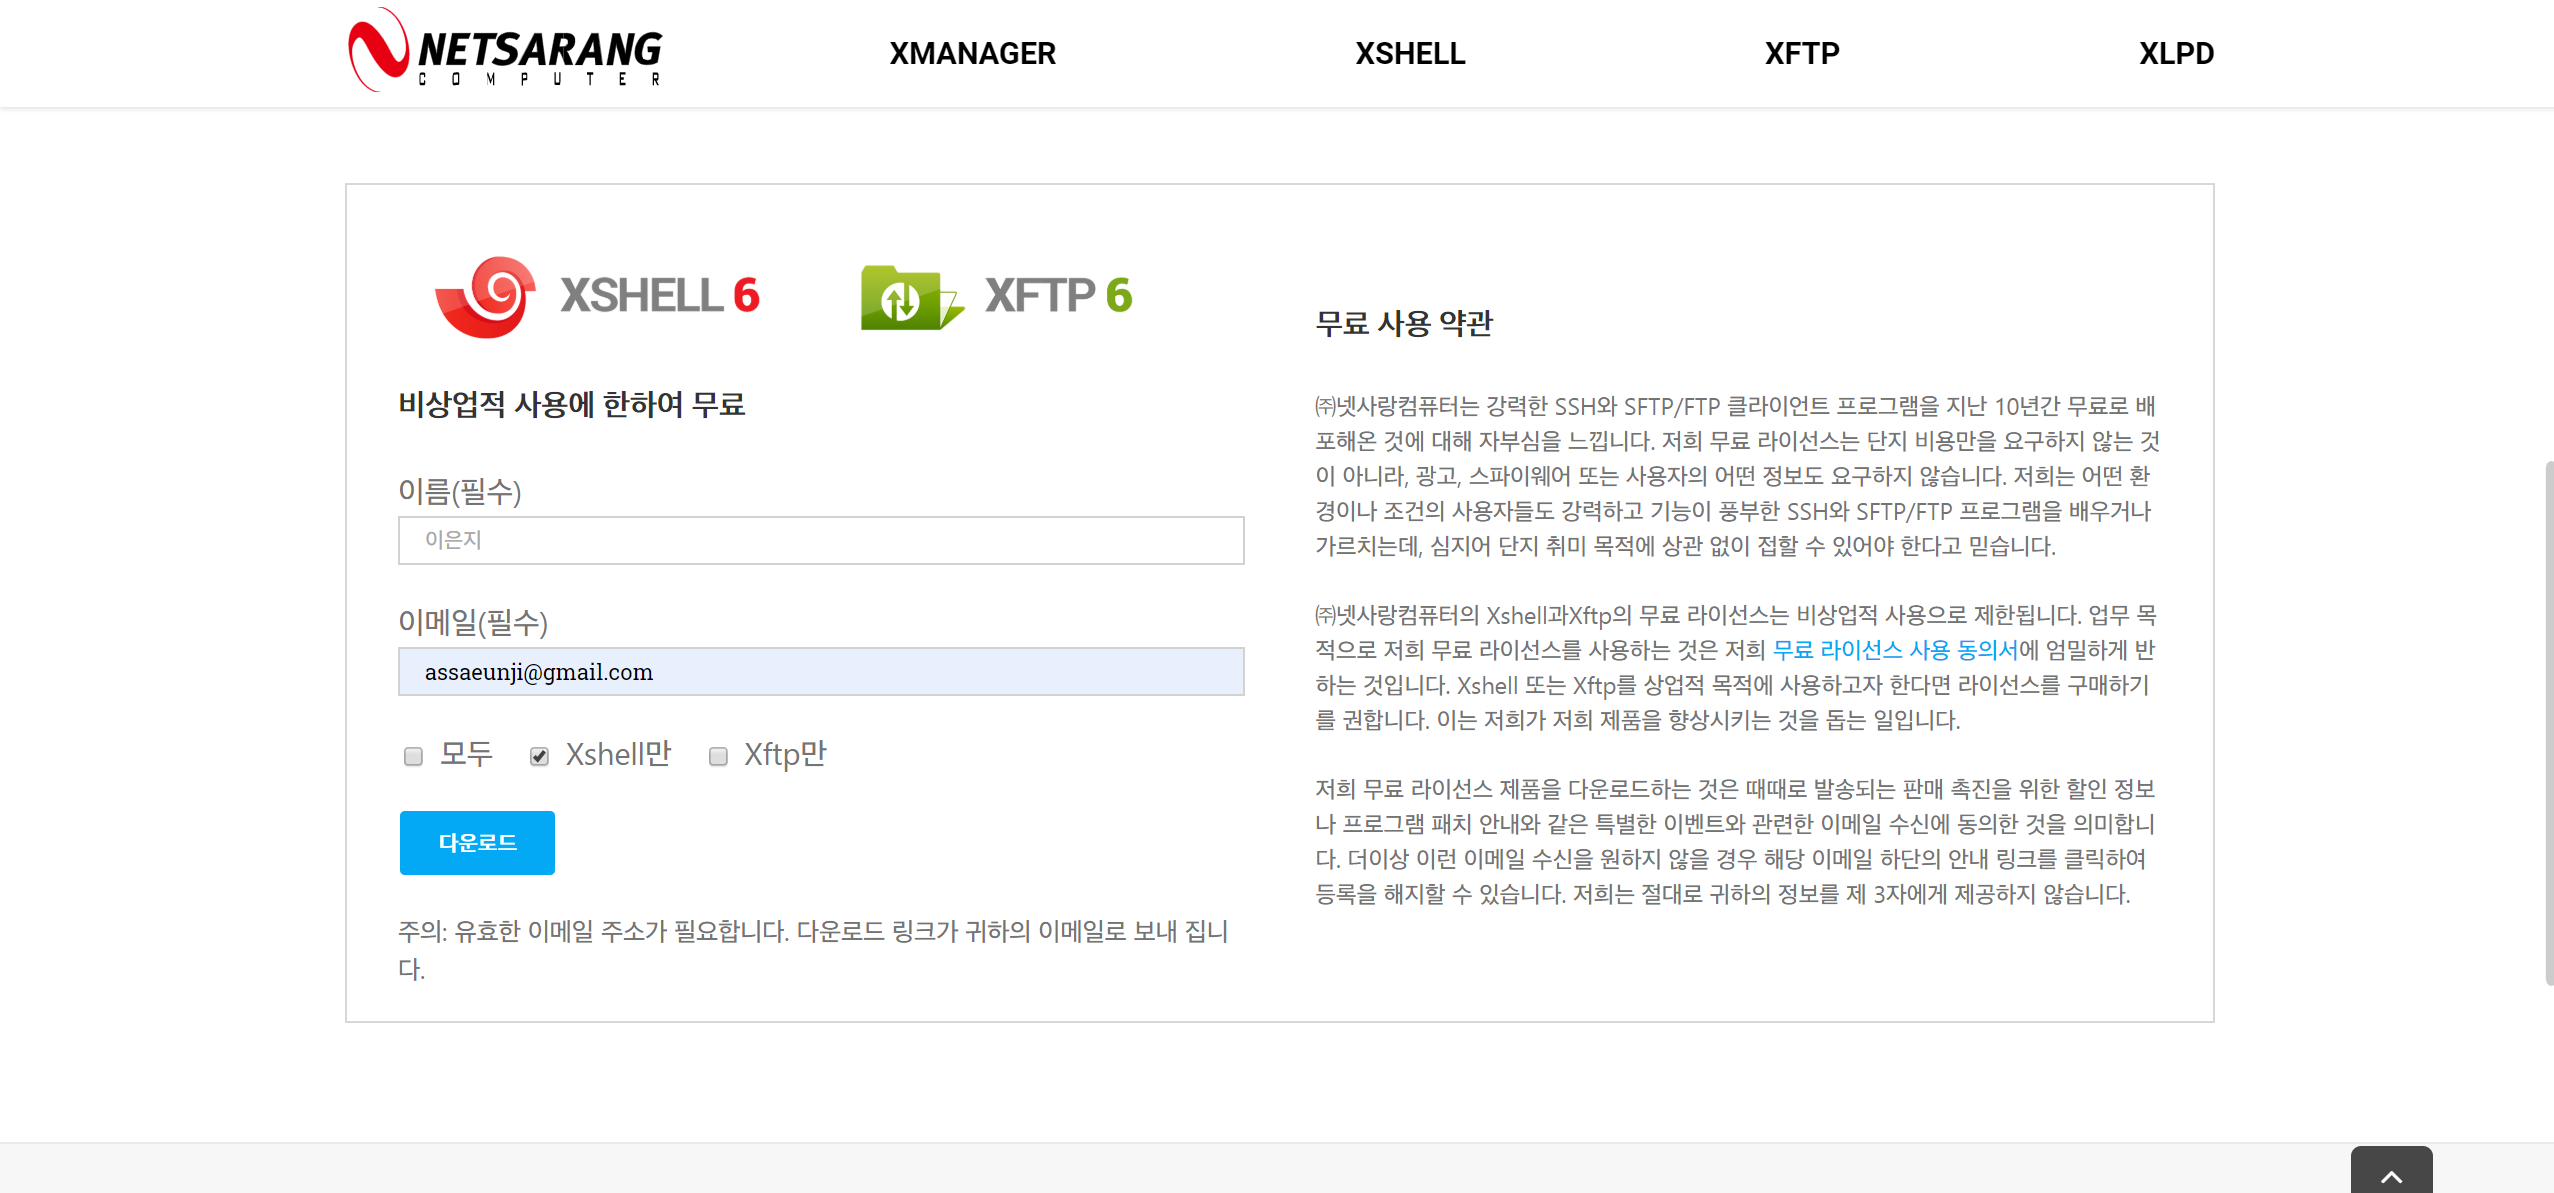 NETSARANG
COMPUTER
XMANAGER
XSHELL
XFTP
XLPD
XSHELL 6
XFTP 6
비상업적 사용에 한하여 무료
이름(필수)
이은지
이메일(필수)
assaeunji@gmail.com
모두
Xshell만
Xftp만
다운로드
주의: 유효한 이메일 주소가 필요합니다. 다운로드 링크가 귀하의 이메일로 보내 집니
다.
무료 사용 약관
㈜넷사랑컴퓨터는 강력한 SSH와 SFTP/FTP 클라이언트 프로그램을 지난 10년간 무료로 배
포해온 것에 대해 자부심을 느낍니다. 저희 무료 라이선스는 단지 비용만을 요구하지 않는 것
이 아니라, 광고, 스파이웨어 또는 사용자의 어떤 정보도 요구하지 않습니다. 저희는 어떤 환
경이나 조건의 사용자들도 강력하고 기능이 풍부한 SSH와 SFTP/FTP 프로그램을 배우거나
가르치는데, 심지어 단지 취미 목적에 상관 없이 접할 수 있어야 한다고 믿습니다.
㈜넷사랑컴퓨터의 Xshell과Xftp의 무료 라이선스는 비상업적 사용으로 제한됩니다. 업무 목
적으로 저희 무료 라이선스를 사용하는 것은 저희 무료 라이선스 사용 동의서에 엄밀하게 반
하는 것입니다. Xshell 또는 Xftp를 상업적 목적에 사용하고자 한다면 라이선스를 구매하기
를 권합니다. 이는 저희가 저희 제품을 향상시키는 것을 돕는 일입니다.
저희 무료 라이선스 제품을 다운로드하는 것은 때때로 발송되는 판매 촉진을 위한 할인 정보
나 프로그램 패치 안내와 같은 특별한 이벤트와 관련한 이메일 수신에 동의한 것을 의미합니
다. 더이상 이런 이메일 수신을 원하지 않을 경우 해당 이메일 하단의 안내 링크를 클릭하여
등록을 해지할 수 있습니다. 저희는 절대로 귀하의 정보를 제 3자에게 제공하지 않습니다.